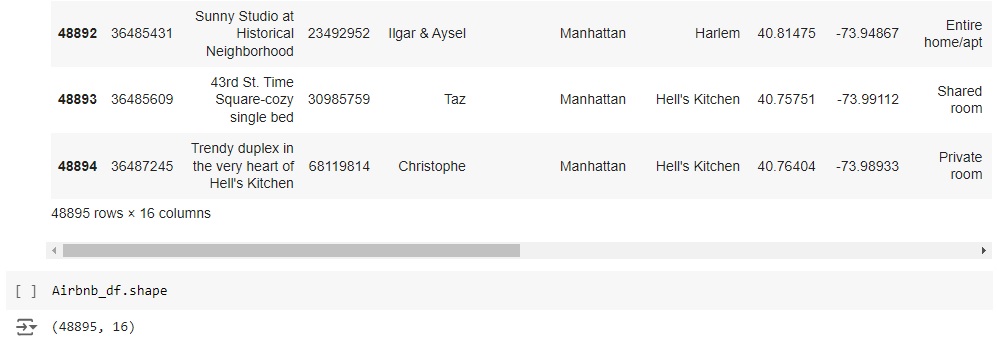 Sunny Studio at
48892 36485431 Historical 23492952 Ilgar & Aysel Manhattan Harlem 40.81475 -73.94867 Entire home/apt
Neighborhood
43rd St. Time
48893 36485609 Square-cozy 30985759 Taz Manhattan Hell's Kitchen 40.75751 -73.99112 Shared room
single bed
Trendy duplex in
48894 36487245 the very heart of 68119814 Christophe Manhattan Hell's Kitchen 40.76404 -73.98933 Private room
Hell's Kitchen
48895 rows × 16 columns
[ ] Airbnb_df.shape
(48895, 16)